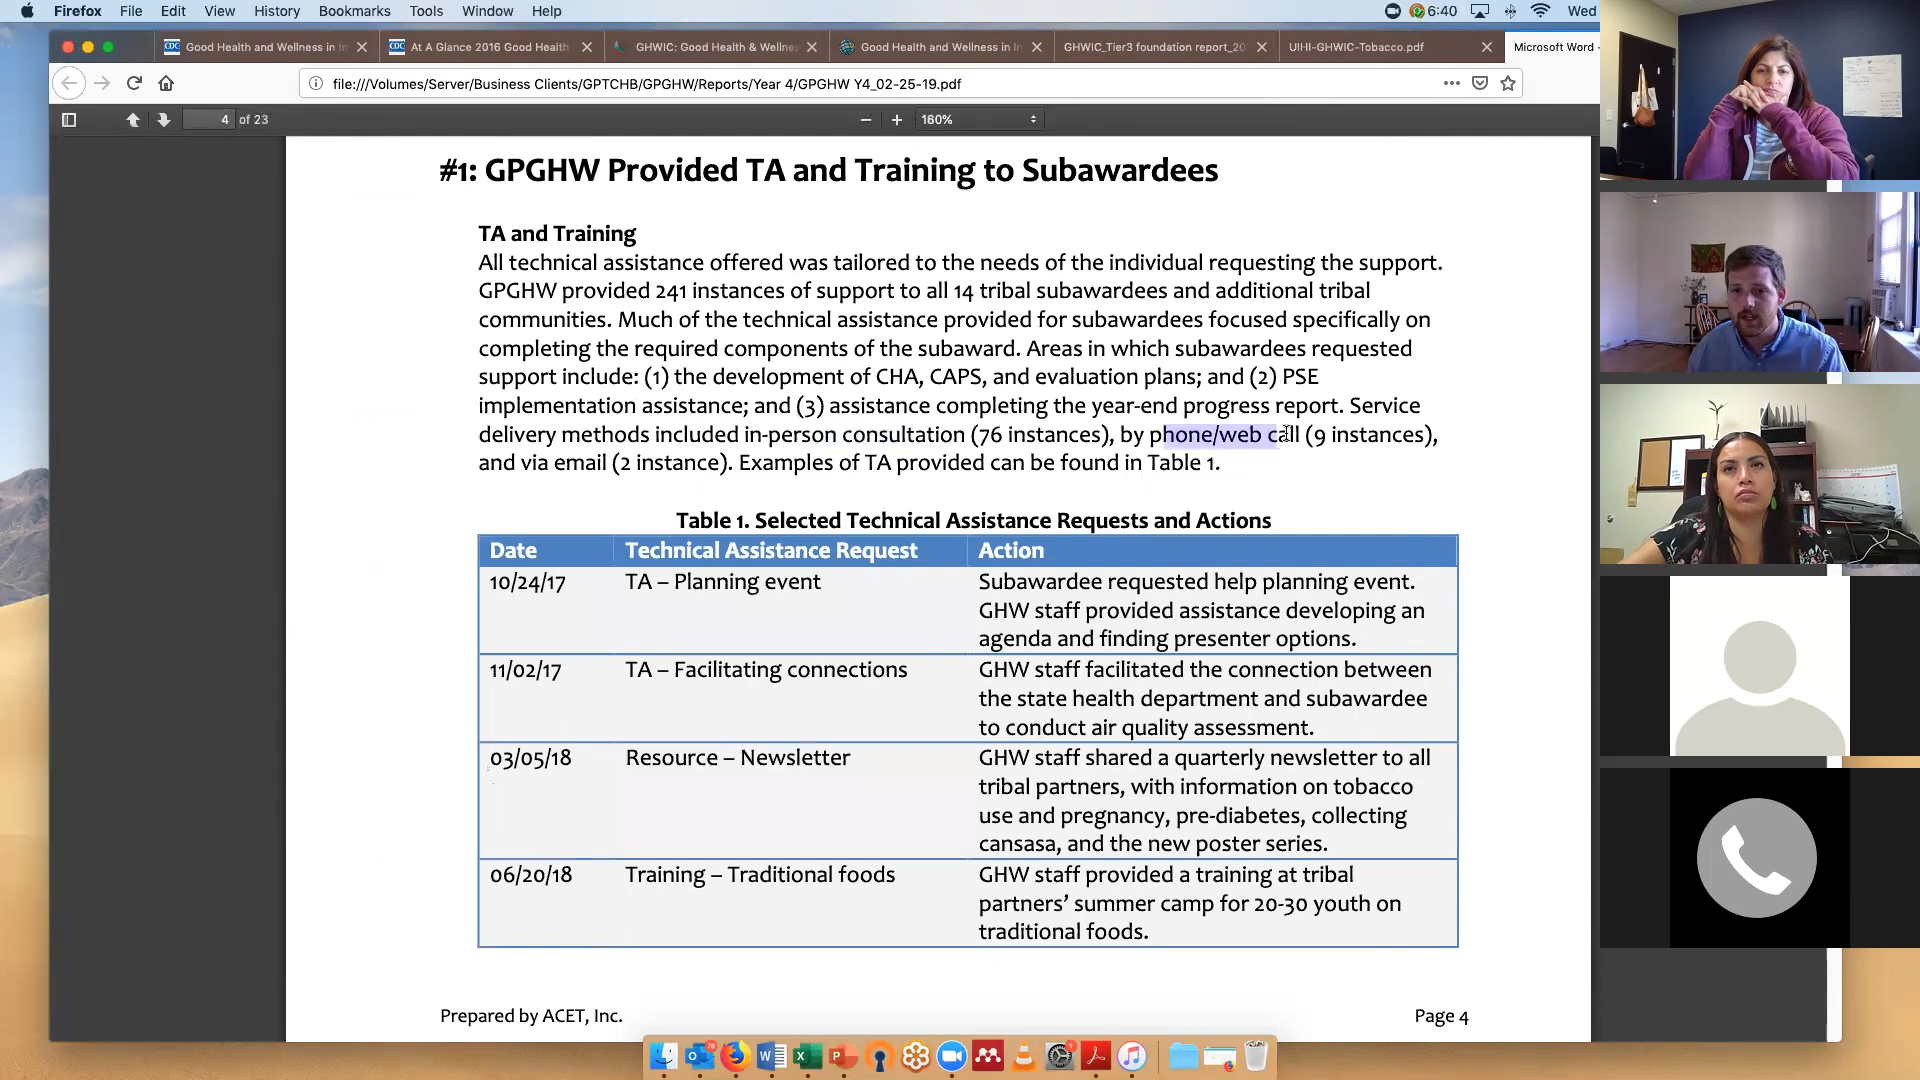 Firefox File Edit View History Bookmarks Tools Window Help 6:40 Wed
CDC Good Health and Wellness in In
CDC At A Glance 2016 Good Health
GHWIC: Good Health & Wellne
Good Health and Wellness in In
GHWIC_Tier3 foundation report_20
UIHI-GHWIC-Tobacco.pdf
Microsoft Word -
file:///Volumes/Server/Business Clients/GPTCHB/GPGHW/Reports/Year 4/GPGHW Y4_02-25-19.pdf
4 of 23
160%
#1: GPGHW Provided TA and Training to Subawardees
TA and Training
All technical assistance offered was tailored to the needs of the individual requesting the support.
GPGHW provided 241 instances of support to all 14 tribal subawardees and additional tribal
communities. Much of the technical assistance provided for subawardees focused specifically on
completing the required components of the subaward. Areas in which subawardees requested
support include: (1) the development of CHA, CAPS, and evaluation plans; and (2) PSE
implementation assistance; and (3) assistance completing the year-end progress report. Service
delivery methods included in-person consultation (76 instances), by phone/web call (9 instances),
and via email (2 instance). Examples of TA provided can be found in Table 1.
Table 1. Selected Technical Assistance Requests and Actions
Date Technical Assistance Request Action
10/24/17 TA – Planning event Subawardee requested help planning event.
GHW staff provided assistance developing an
agenda and finding presenter options.
11/02/17 TA – Facilitating connections GHW staff facilitated the connection between
the state health department and subawardee
to conduct air quality assessment.
03/05/18 Resource – Newsletter GHW staff shared a quarterly newsletter to all
tribal partners, with information on tobacco
use and pregnancy, pre-diabetes, collecting
cansasa, and the new poster series.
06/20/18 Training – Traditional foods GHW staff provided a training at tribal
partners’ summer camp for 20-30 youth on
traditional foods.
Prepared by ACET, Inc. Page 4